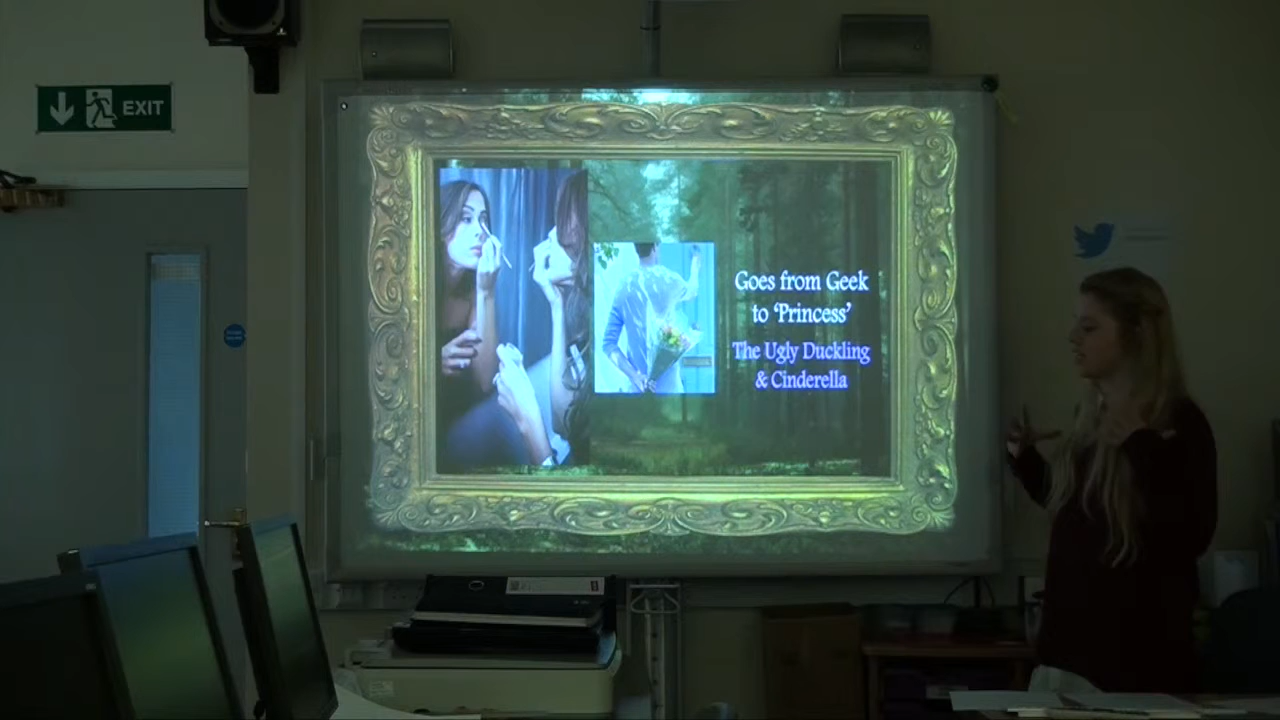 EXIT
Goes from Geek
to ‘Princess’
The Ugly Duckling
& Cinderella